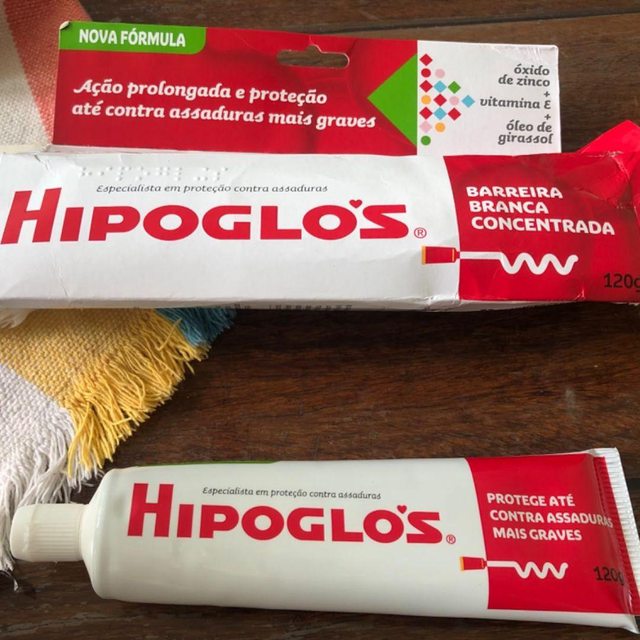 NOVA FÓRMULA
Ação prolongada e proteção
até contra assaduras mais graves
óxido
de zinco
+
vitamina E
+
óleo de
girassol
Especialista em proteção contra assaduras
HIPOGLÓS®
BARREIRA
BRANCA
CONCENTRADA
120g
Especialista em proteção contra assaduras
HIPOGLÓS®
PROTEGE ATÉ
CONTRA ASSADURAS
MAIS GRAVES
120g